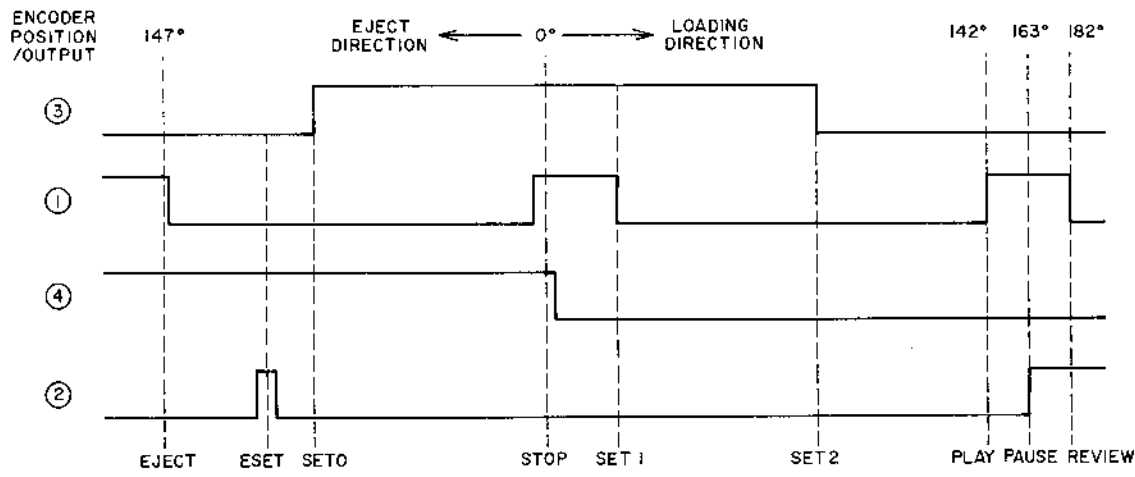 ENCODER
POSITION
/OUTPUT
147°
EJECT
DIRECTION
0°
LOADING
DIRECTION
142° 163° 182°
③
①
④
②
EJECT ESET SET0 STOP SET 1 SET 2 PLAY PAUSE REVIEW